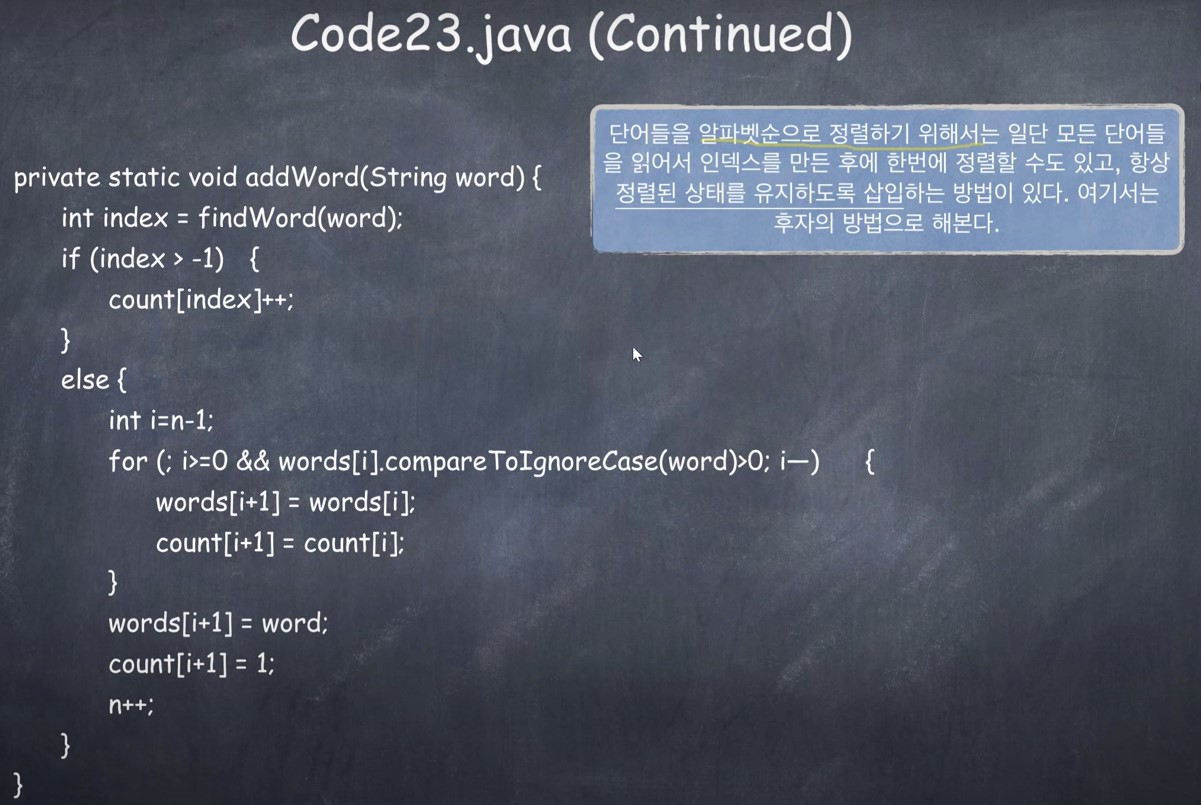 Code23.java (Continued)
단어들을 알파벳순으로 정렬하기 위해서는 일단 모든 단어들
을 읽어서 인덱스를 만든 후에 한번에 정렬할 수도 있고, 항상
정렬된 상태를 유지하도록 삽입하는 방법이 있다. 여기서는
후자의 방법으로 해본다.
private static void addWord(String word) {
int index = findWord(word);
if (index > -1) {
count[index]++;
}
else {
int i=n-1;
for (; i>=0 && words[i].compareToIgnoreCase(word)>0; i—) {
words[i+1] = words[i];
count[i+1] = count[i];
}
words[i+1] = word;
count[i+1] = 1;
n++;
}
}